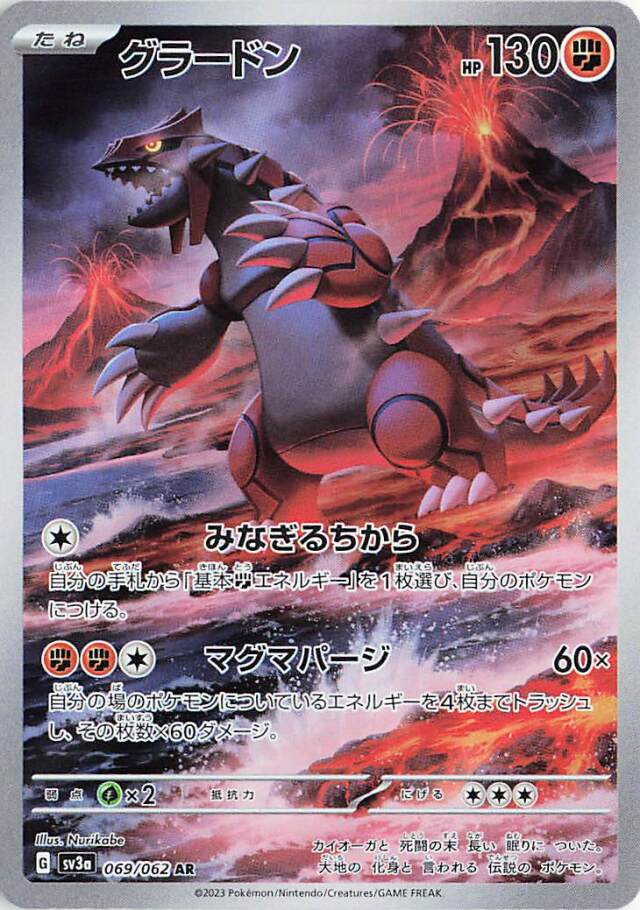 たね グラードン HP 130
みなぎるちから
自分の手札から「基本エネルギー」を1枚選び、自分のポケモン
につける。
マグマパージ 60×
自分の場のポケモンについているエネルギーを4枚までトラッシュ
し、その枚数×60ダメージ。
弱点 ×2 抵抗力 にげる
Illus. Nurikabe
G sv3a 069/062 AR
カイオーガと 死闘の末 長い 眠りに ついた。
大地の 化身と 言われる 伝説の ポケモン。
©2023 Pokémon/Nintendo/Creatures/GAME FREAK.